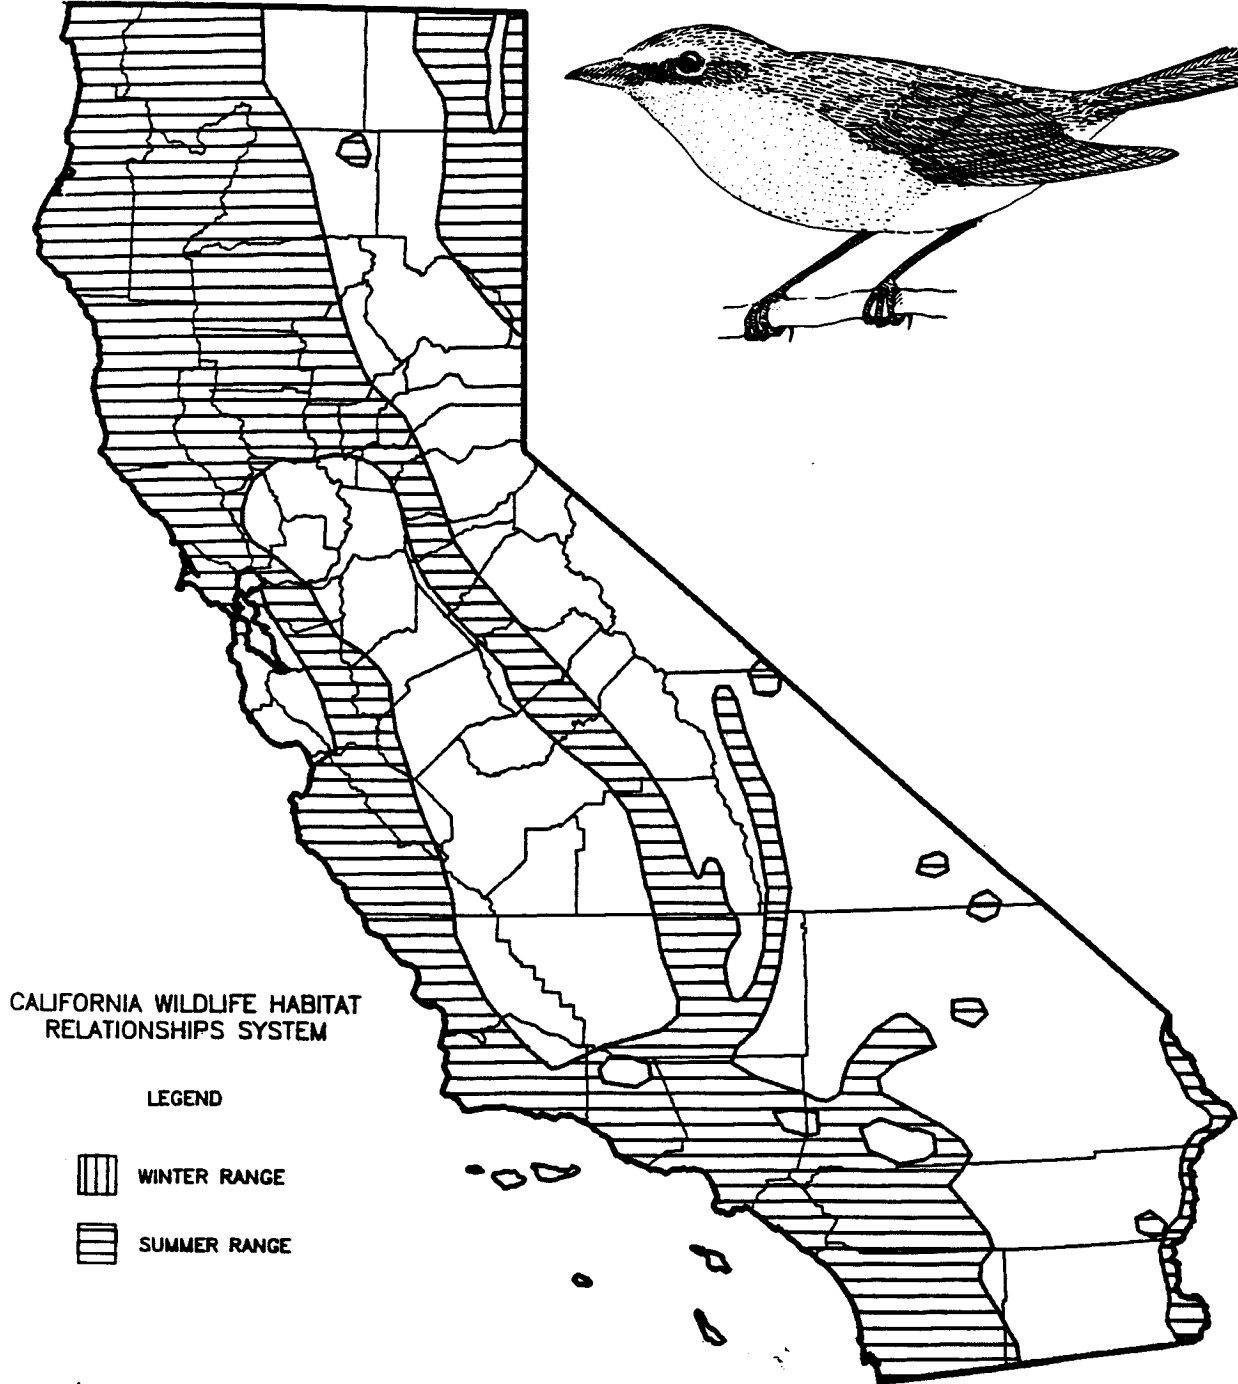 CALIFORNIA WILDLIFE HABITAT
RELATIONSHIPS SYSTEM
LEGEND
WINTER RANGE
SUMMER RANGE